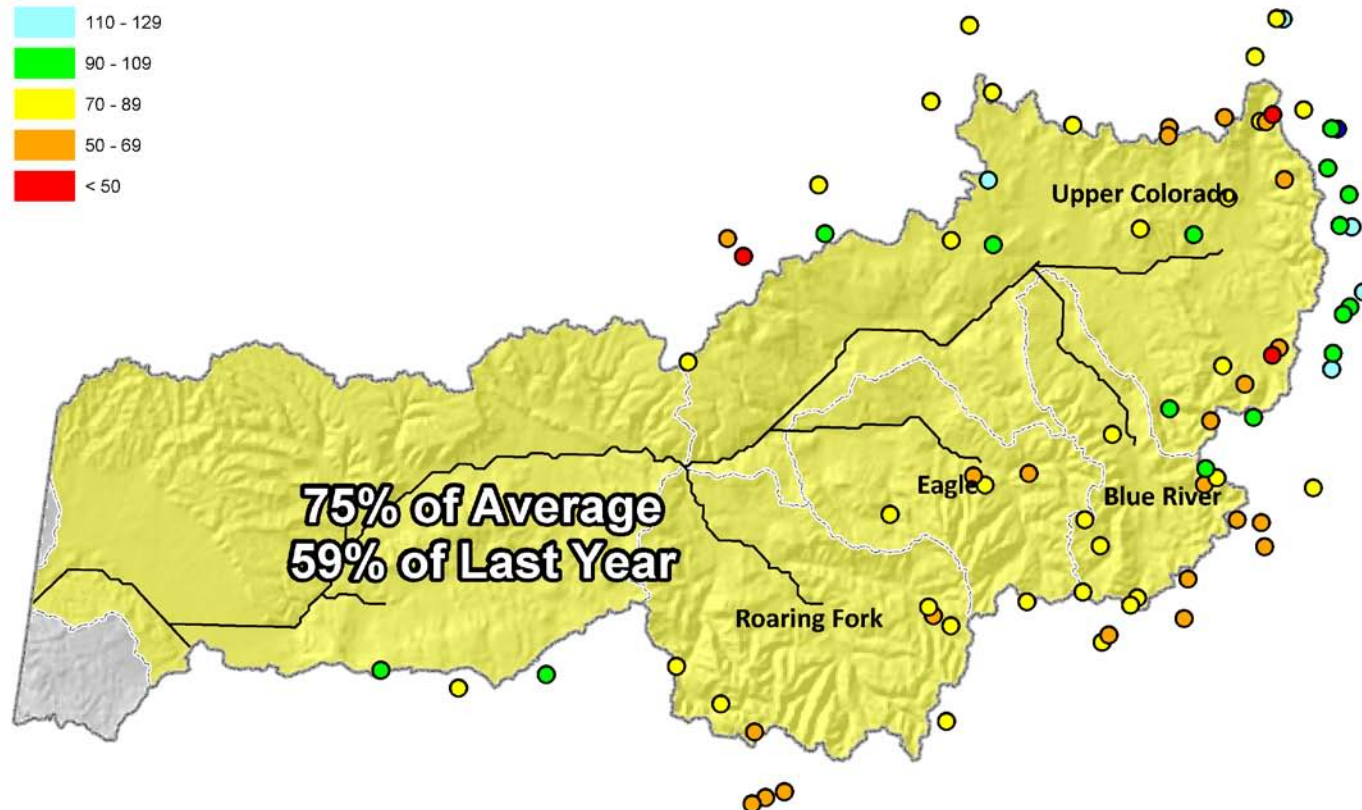 110 - 129
90 - 109
70 - 89
50 - 69
< 50
Upper Colorado
Eagle
Blue River
75% of Average
59% of Last Year
Roaring Fork